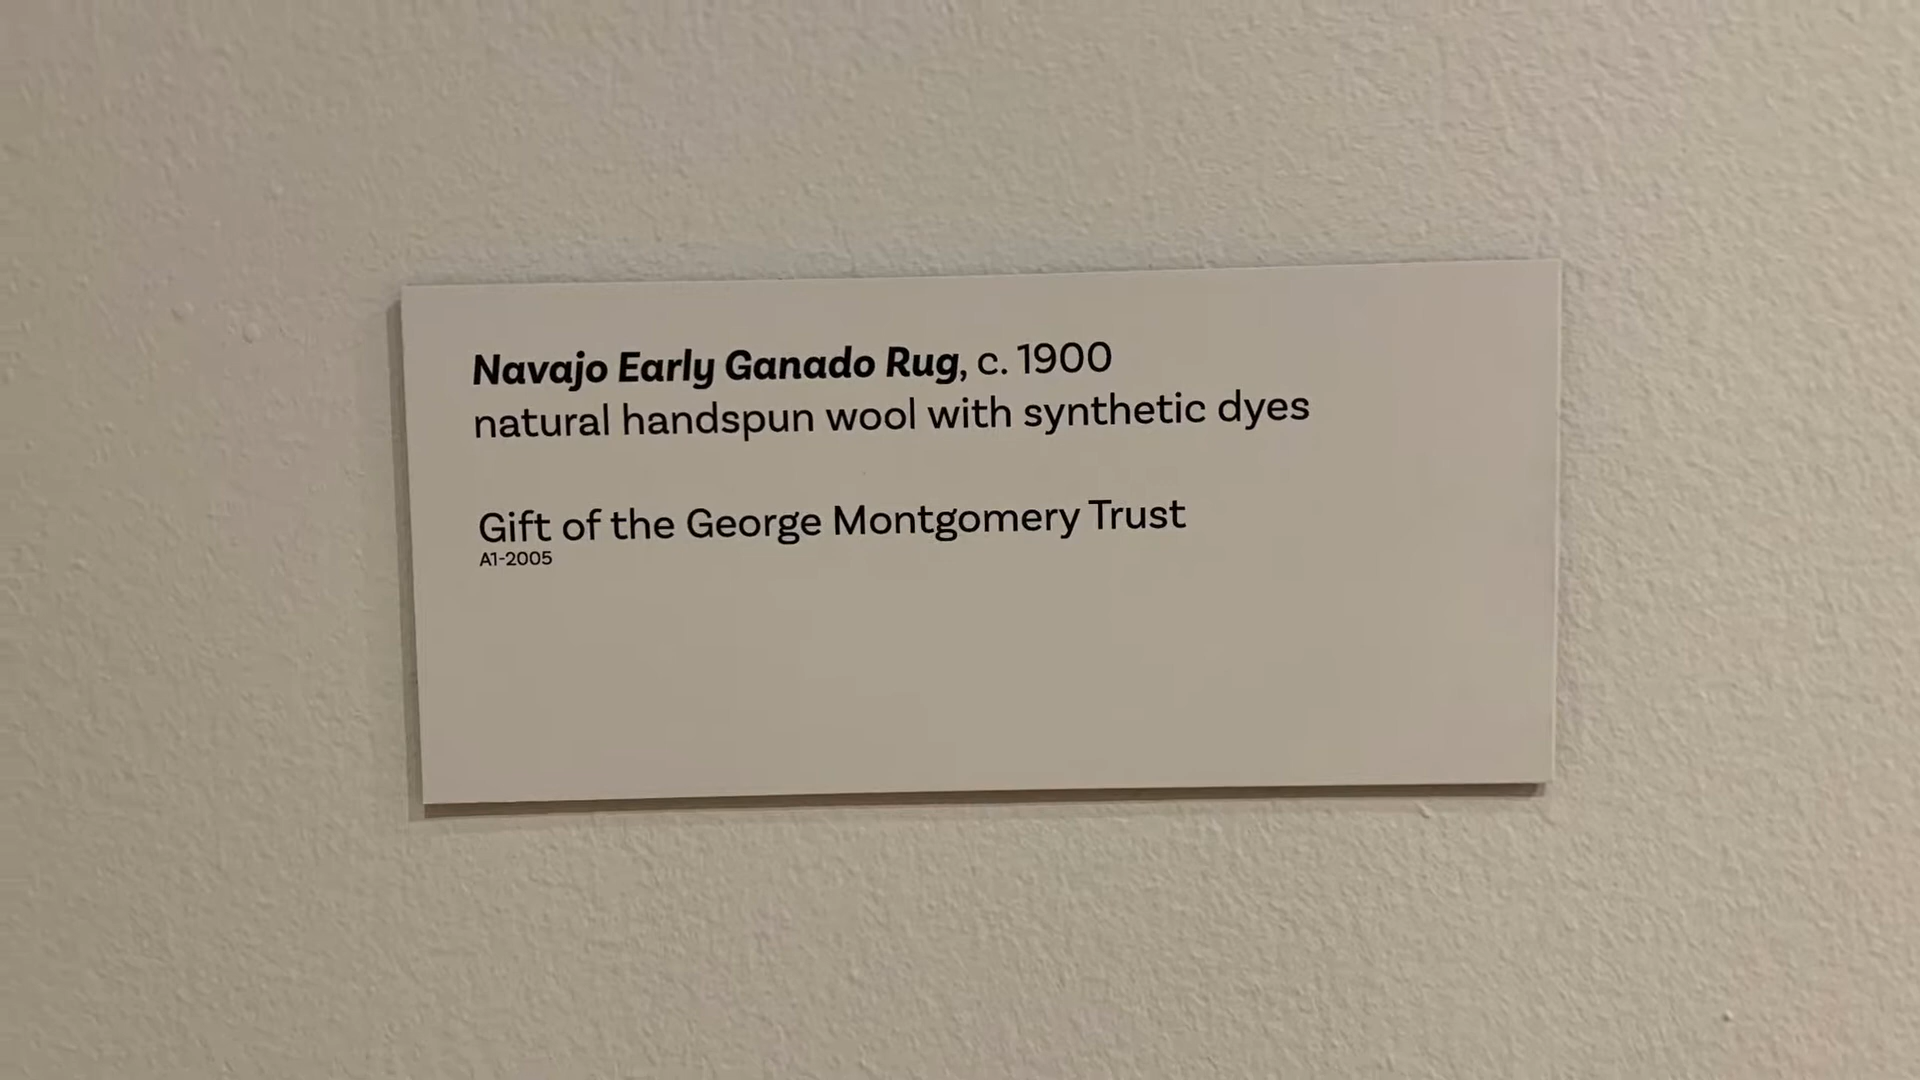 Navajo Early Ganado Rug, c. 1900
natural handspun wool with synthetic dyes
Gift of the George Montgomery Trust
A1-2005